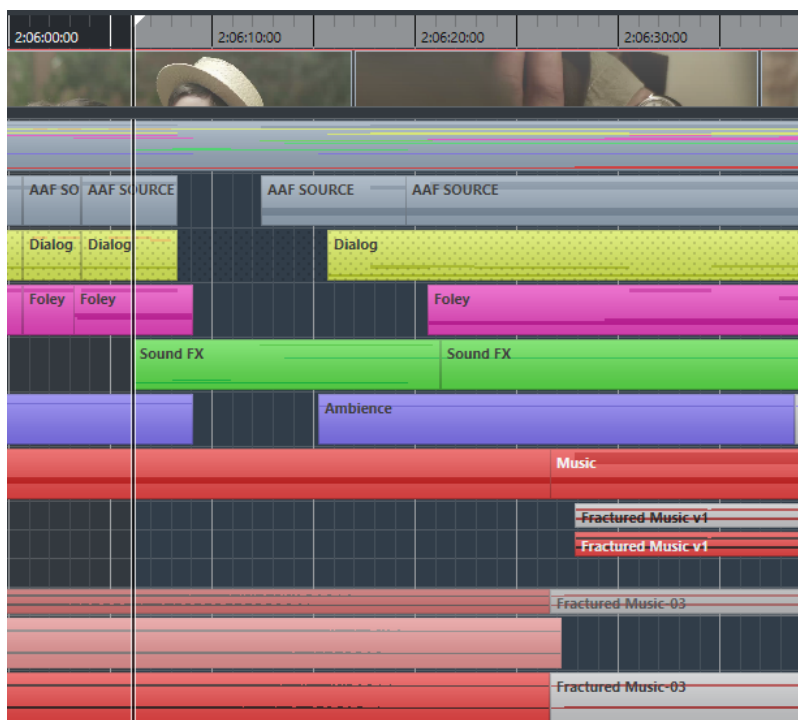 2:06:00:00 2:06:10:00 2:06:20:00 2:06:30:00
AAF SO AAF SOURCE AAF SOURCE AAF SOURCE
Dialog Dialog Dialog
Foley Foley Foley
Sound FX Sound FX
Ambience
Music
Fractured Music v1
Fractured Music v1
Fractured Music-03
Fractured Music-03